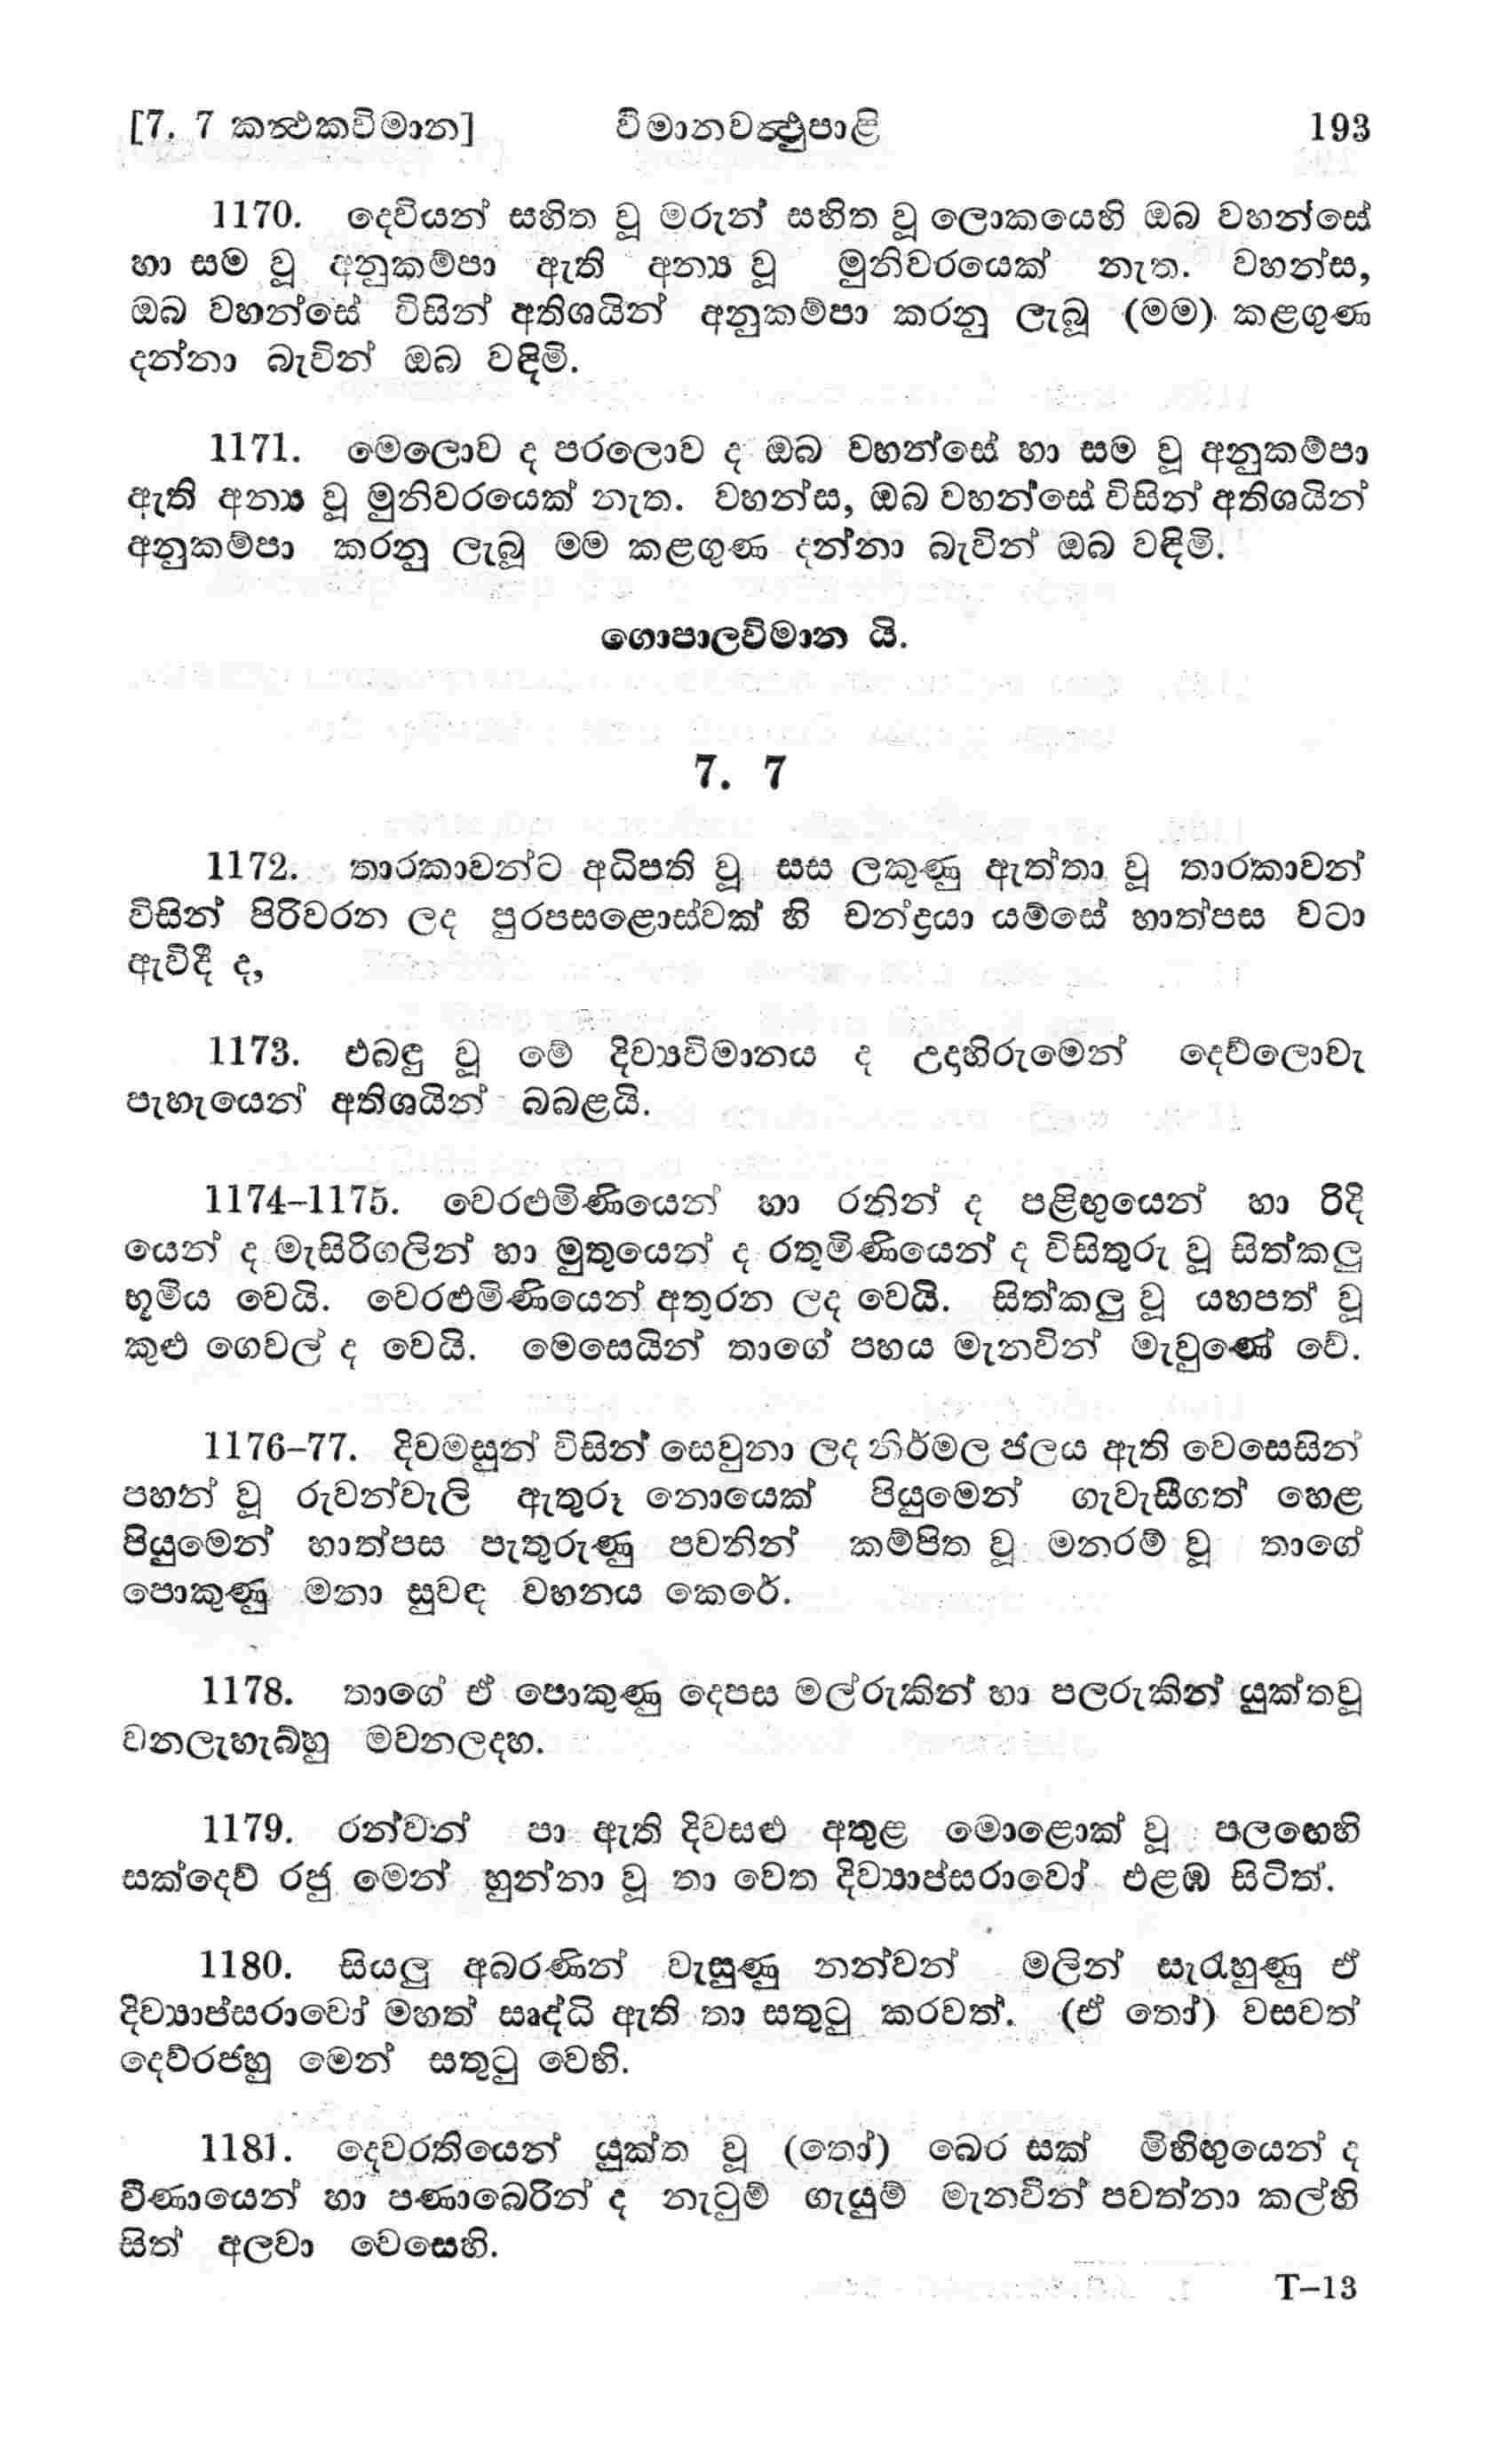 [7. 7 කන්‍ථකවිමාන] විමානවත්‍ථුපාළි 193
1170. දෙවියන් සහිත වූ මරුන් සහිත වූ ලොකයෙහි ඔබ වහන්සේ
හා සම වූ අනුකම්පා ඇති අන්‍ය වූ මුනිවරයෙක් නැත. වහන්ස,
ඔබ වහන්සේ විසින් අතිශයින් අනුකම්පා කරනු ලැබූ (මම) කළගුණ
දන්නා බැවින් ඔබ වඳිමි.
1171. මෙලොව ද පරලොව ද ඔබ වහන්සේ හා සම වූ අනුකම්පා
ඇති අන්‍ය වූ මුනිවරයෙක් නැත. වහන්ස, ඔබ වහන්සේ විසින් අතිශයින්
අනුකම්පා කරනු ලැබූ මම කළගුණ දන්නා බැවින් ඔබ වඳිමි.
ගොපාලවිමාන යි.
7. 7
1172. තාරකාවන්ට අධිපති වූ සස ලකුණු ඇත්තා වූ තාරකාවන්
විසින් පිරිවරන ලද පුරපසළොස්වක් හි චන්ද්‍රයා යම්සේ හාත්පස වටා
ඇවිදී ද,
1173. එබඳු වූ මේ දිව්‍යවිමානය ද උදාහිරුමෙන් දෙව්ලොවැ
පැහැයෙන් අතිශයින් බබළයි.
1174–1175. වෙරළුමිණියෙන් හා රනින් ද පළිඟුයෙන් හා රිදි
යෙන් ද මැසිරිගලින් හා මුතුයෙන් ද රතුමිණියෙන් ද විසිතුරු වූ සිත්කලු
භූමිය වෙයි. වෙරළුමිණියෙන් අතුරන ලද වෙයි. සිත්කලු වූ යහපත් වූ
කුළු ගෙවල් ද වෙයි. මෙසෙයින් තාගේ පහය මැනවින් මැවුණේ වේ.
1176–77. දිවමසුන් විසින් සෙවුනා ලද නිර්මල ජලය ඇති වෙසෙසින්
පහන් වූ රුවන්වැලි ඇතුරූ නොයෙක් පියුමෙන් ගැවැසීගත් හෙළ
පියුමෙන් හාත්පස පැතුරුණු පවනින් කම්පිත වූ මනරම් වූ තාගේ
පොකුණු මනා සුවඳ වහනය කෙරේ.
1178. තාගේ ඒ පොකුණු දෙපස මල්රුකින් හා පලරුකින් යුක්තවූ
වනලැහැබ්හු මවනලදහ.
1179. රන්වන් පා ඇති දිවසළු අතුළ මොළොක් වූ පලඟෙහි
සක්දෙව් රජු මෙන් හුන්නා වූ තා වෙත දිව්‍යාප්සරාවෝ එළඹ සිටිත්.
1180. සියලු අබරණින් වැසුණු නන්වන් මලින් සැරැහුණු ඒ
දිව්‍යාප්සරාවෝ මහත් සෘද්ධි ඇති තා සතුටු කරවත්. (ඒ තෝ) වසවත්
දෙව්රජහු මෙන් සතුටු වෙහි.
1181. දෙවරතියෙන් යුක්ත වූ (තෝ) බෙර සක් මිහිඟුයෙන් ද
වීණායෙන් හා පණාබෙරින් ද නැටුම් ගැයුම් මැනවින් පවත්නා කල්හි
සිත් අලවා වෙසෙහි.
T–13